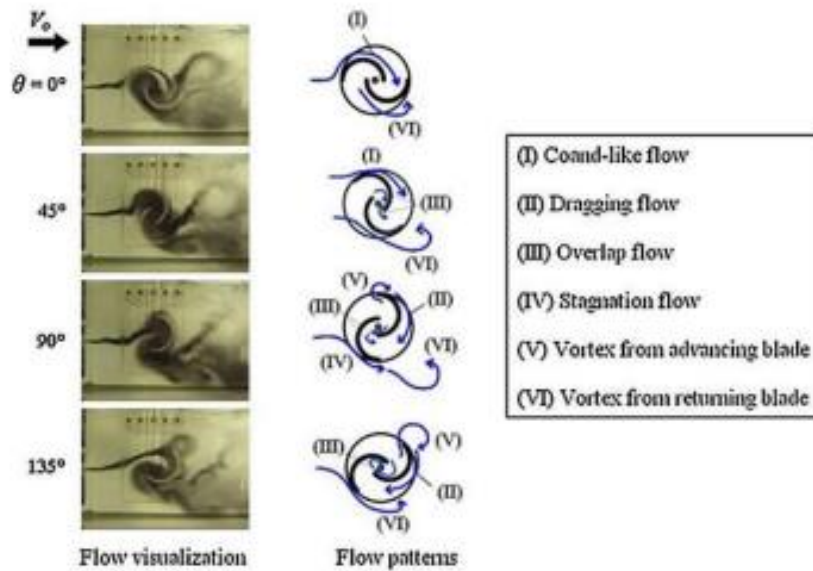 Vo
θ = 0°
(I)
(VI)
45°
(I)
(III)
(VI)
90°
(V)
(III)
(II)
(IV)
(VI)
135°
(III)
(V)
(II)
(VI)
Flow visualization
Flow patterns
(I) Coand-like flow
(II) Dragging flow
(III) Overlap flow
(IV) Stagnation flow
(V) Vortex from advancing blade
(VI) Vortex from returning blade